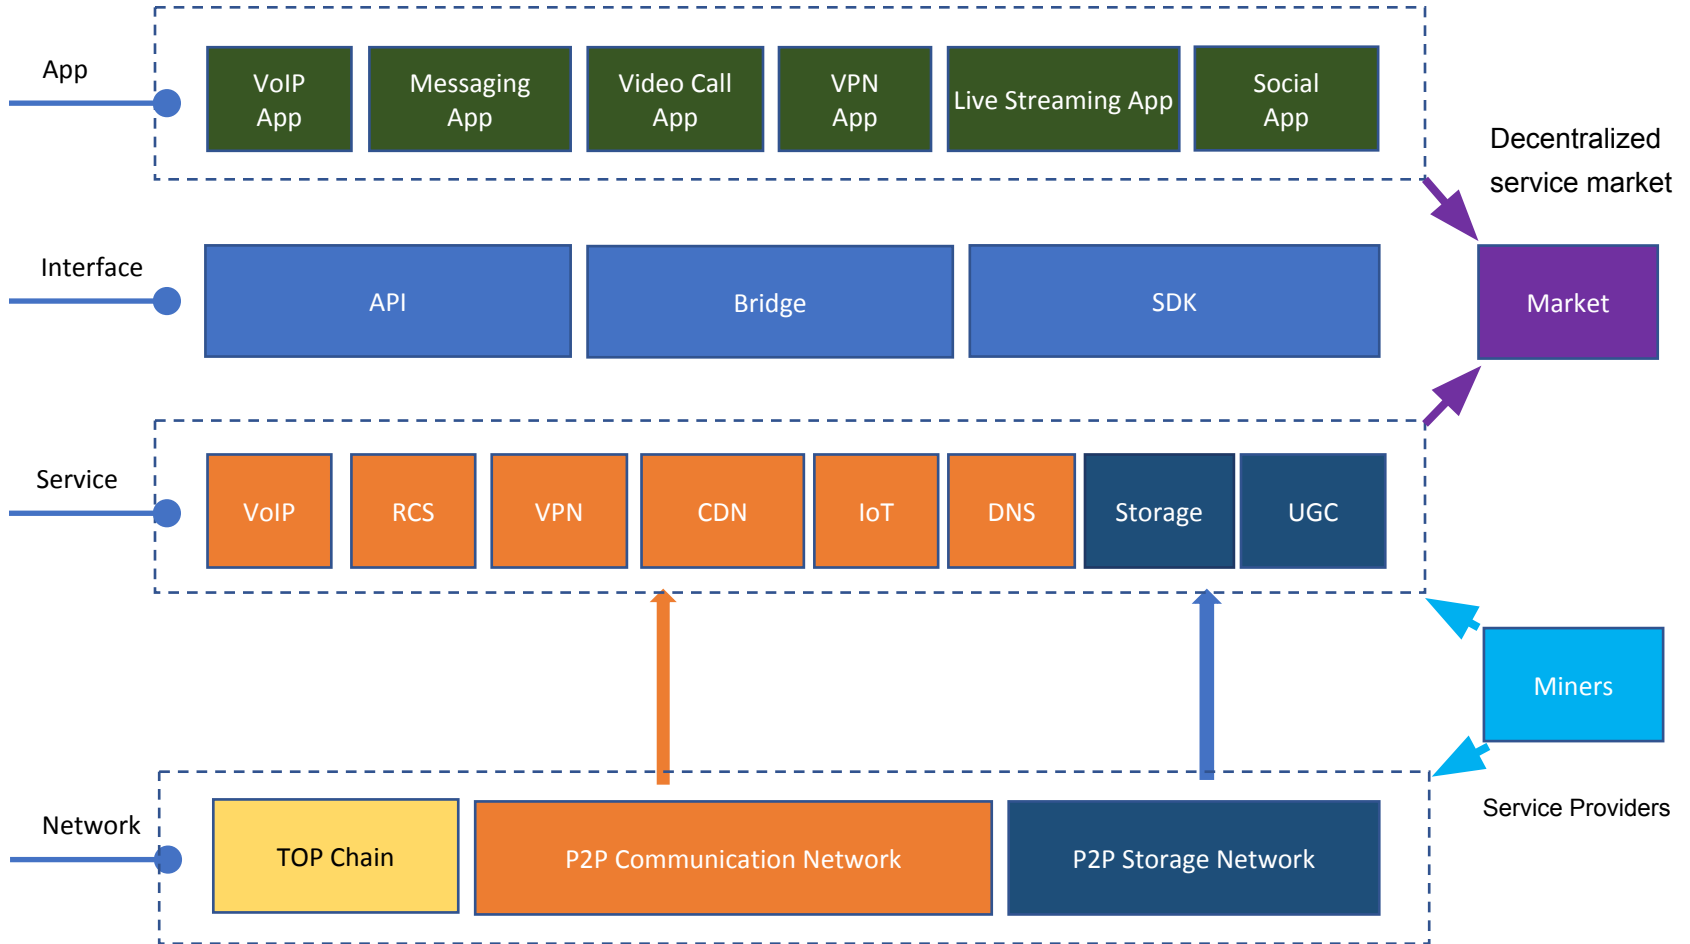 App
VoIP
App
Messaging
App
Video Call
App
VPN
App
Live Streaming App
Social
App
Decentralized
service market
Interface
API
Bridge
SDK
Market
Service
VoIP
RCS
VPN
CDN
IoT
DNS
Storage
UGC
Miners
Service Providers
Network
TOP Chain
P2P Communication Network
P2P Storage Network